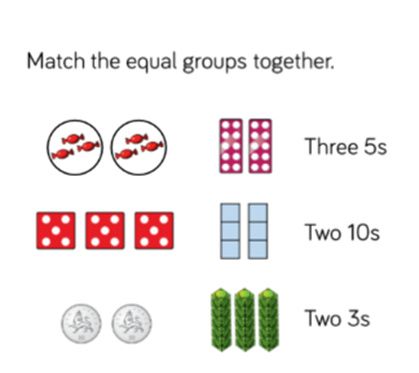 Match the equal groups together.
Three 5s
Two 10s
Two 3s